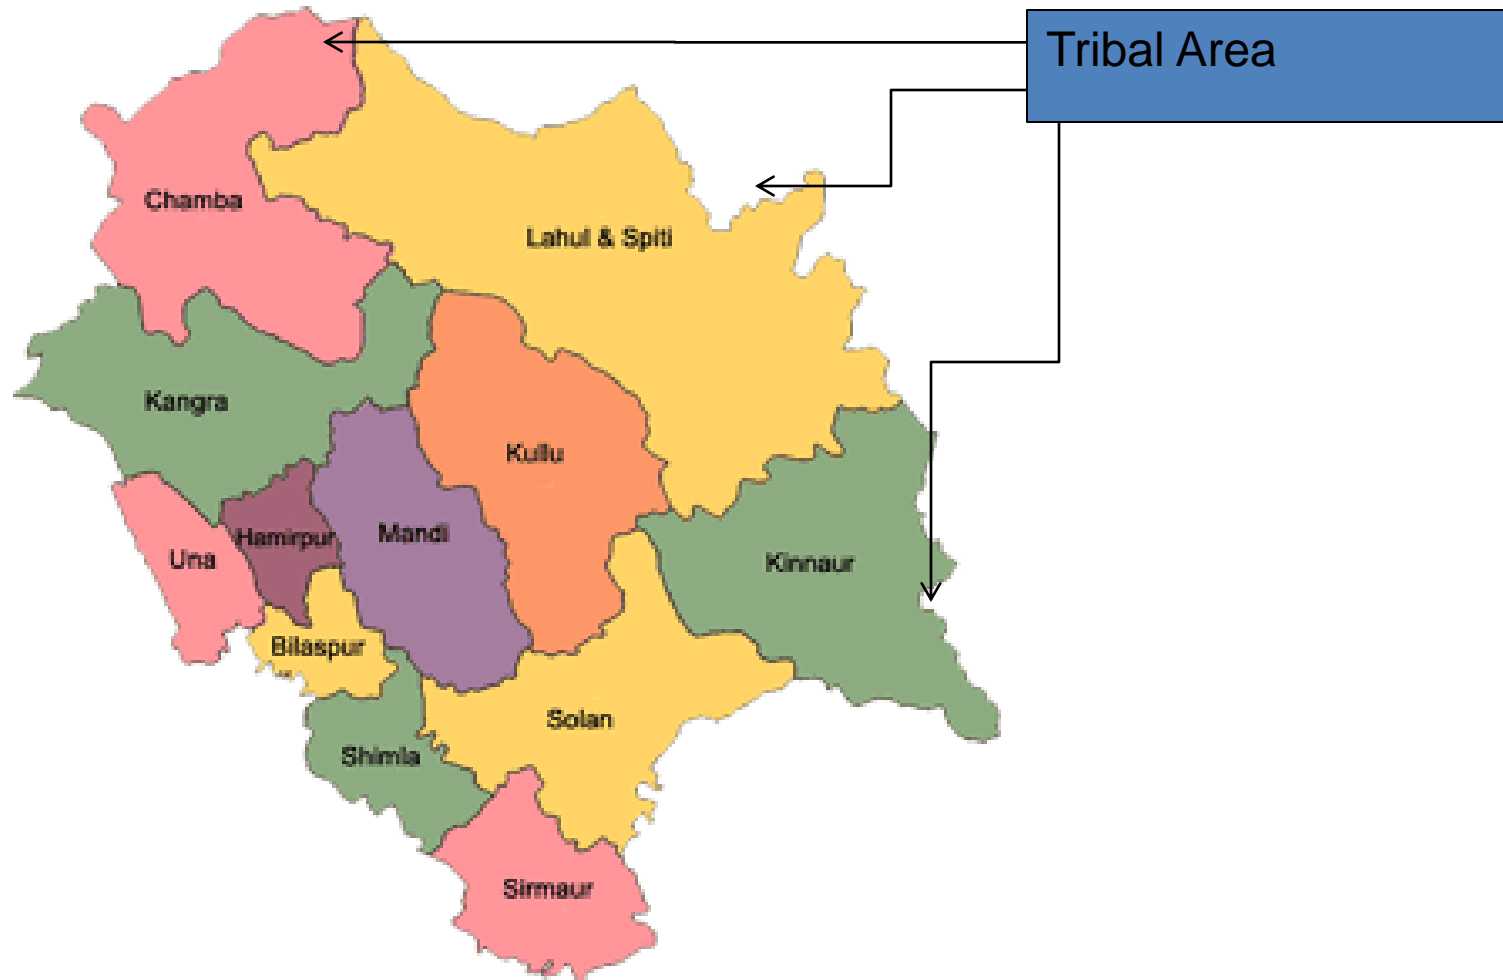 Tribal Area
Chamba
Lahul & Spiti
Kangra
Kullu
Hamirpur
Mandi
Una
Kinnaur
Bilaspur
Solan
Shimla
Sirmaur